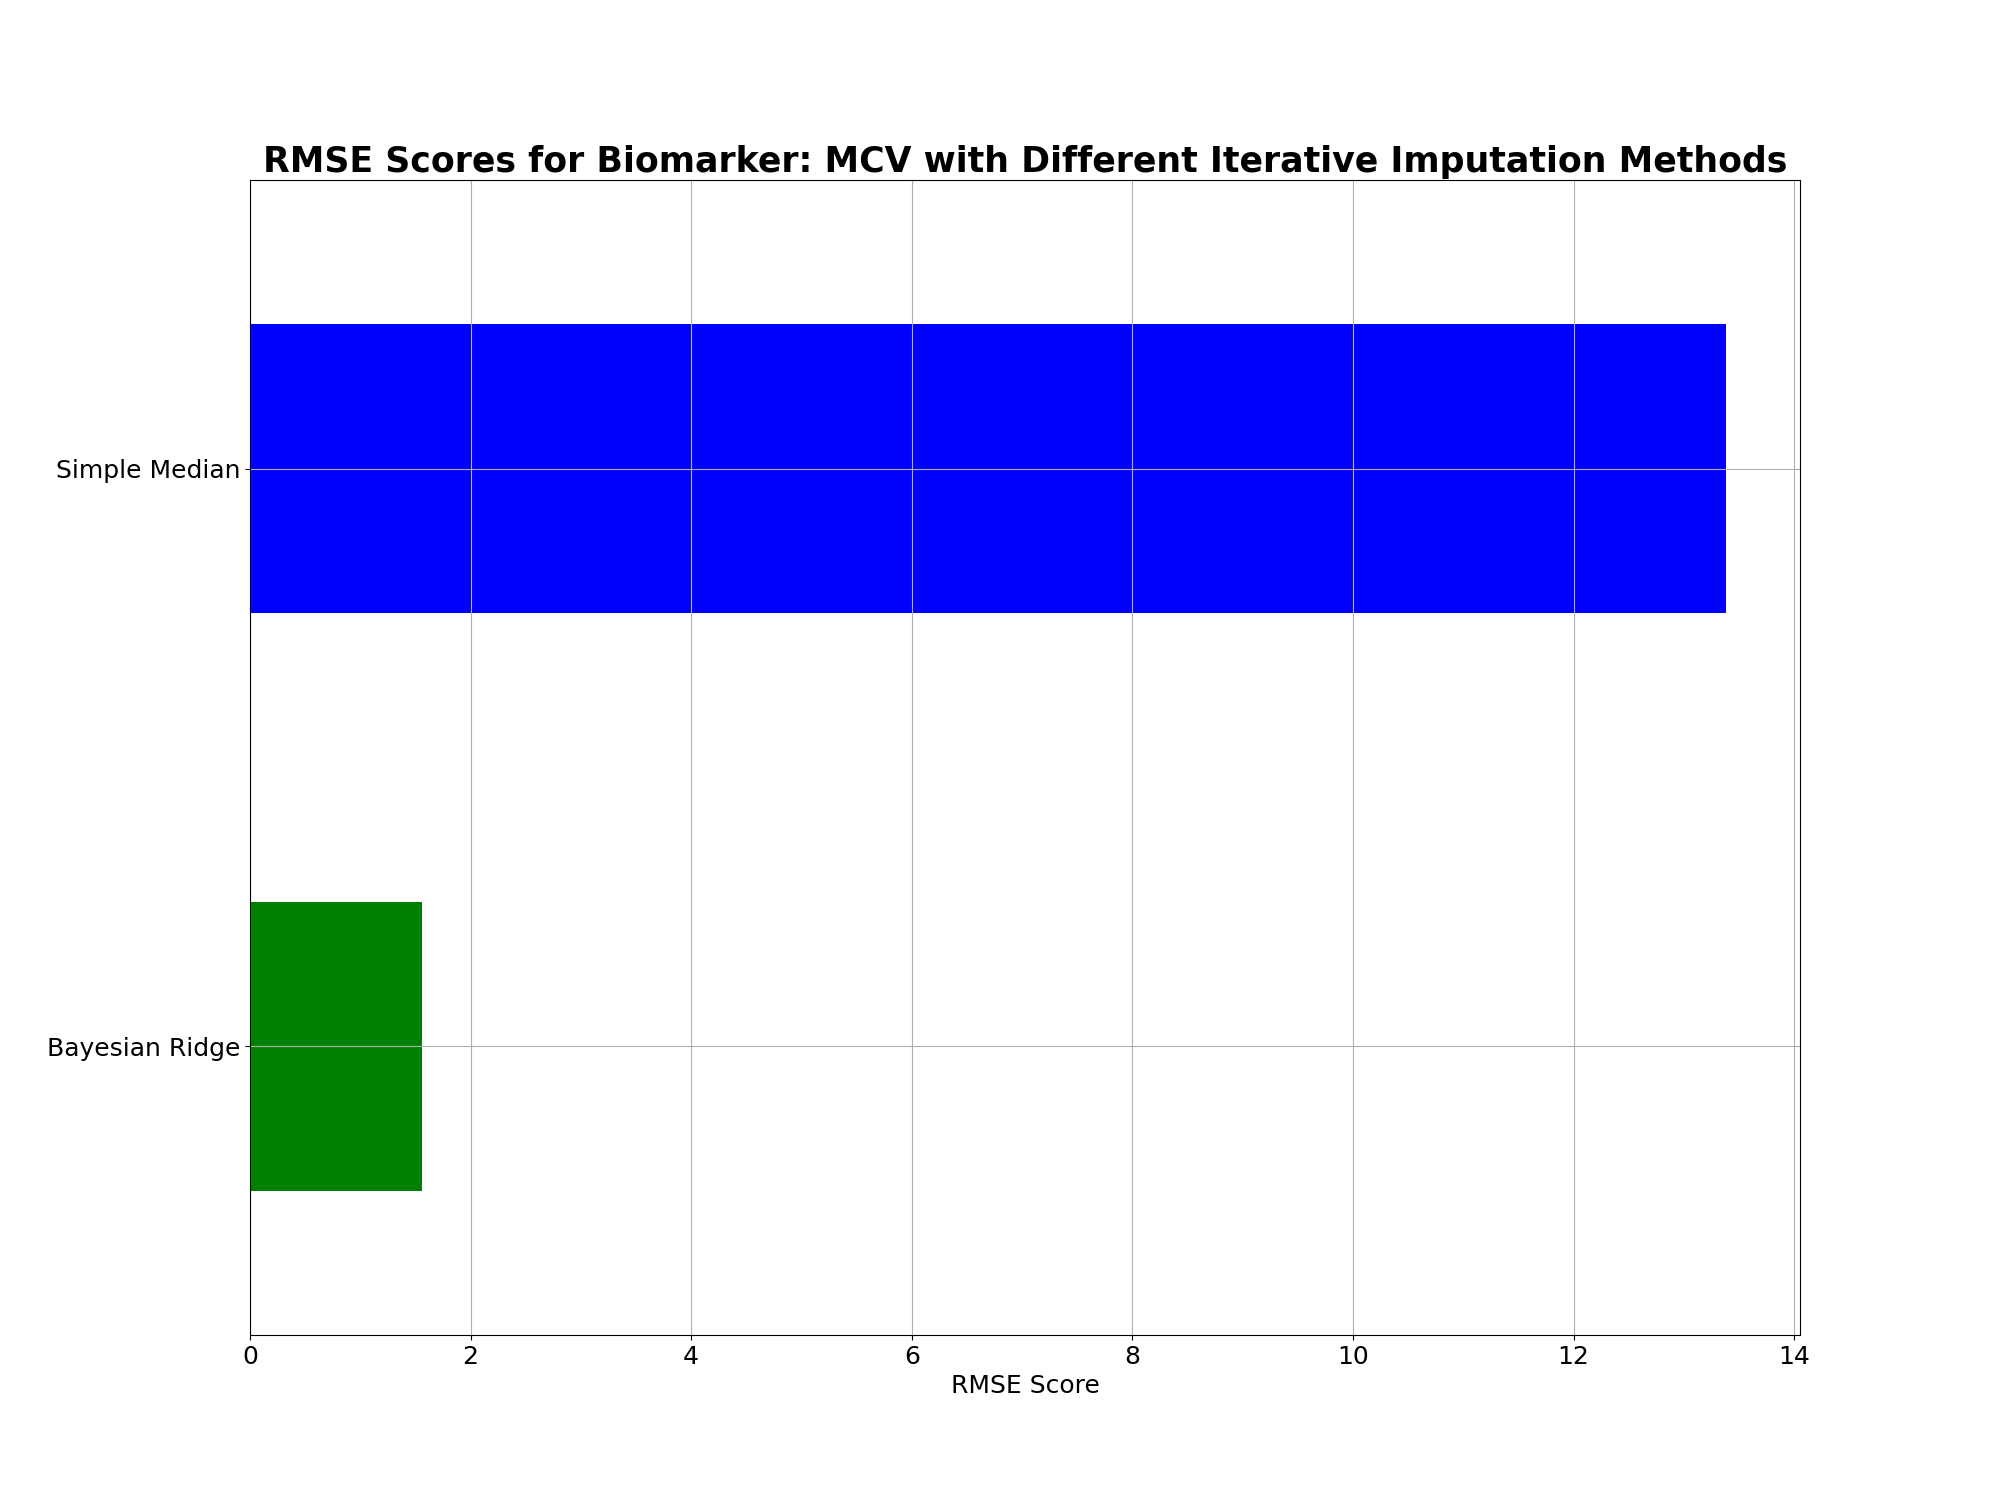 RMSE Scores for Biomarker: MCV with Different Iterative Imputation Methods
Simple Median
Bayesian Ridge
0 2 4 6 8 10 12 14
RMSE Score